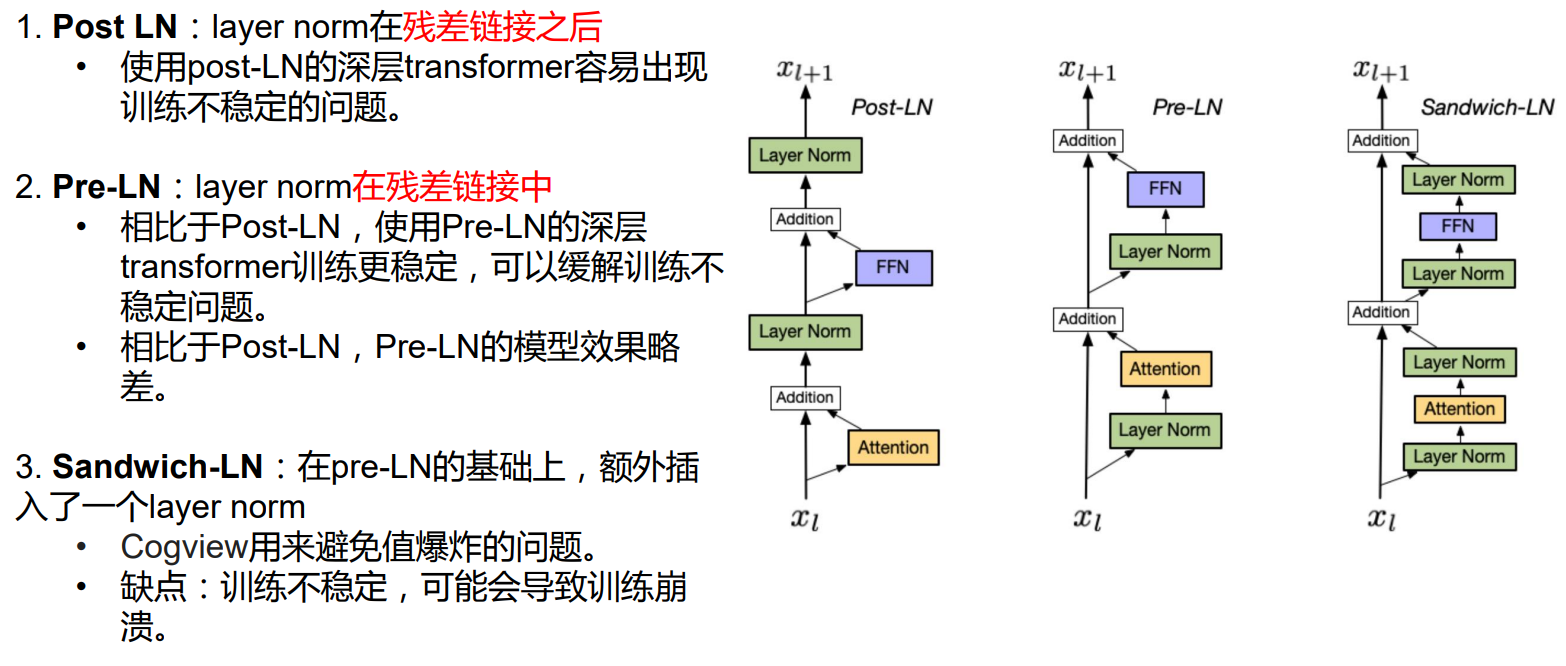 1. Post LN：layer norm在残差链接之后
• 使用post-LN的深层transformer容易出现
训练不稳定的问题。
2. Pre-LN：layer norm在残差链接中
• 相比于Post-LN，使用Pre-LN的深层
transformer训练更稳定，可以缓解训练不
稳定问题。
• 相比于Post-LN，Pre-LN的模型效果略
差。
3. Sandwich-LN：在pre-LN的基础上，额外插
入了一个layer norm
• Cogview用来避免值爆炸的问题。
• 缺点：训练不稳定，可能会导致训练崩
溃。
x_{l+1}
Post-LN
Layer Norm
Addition
FFN
Layer Norm
Addition
Attention
x_l
x_{l+1}
Pre-LN
Addition
FFN
Layer Norm
Addition
Attention
Layer Norm
x_l
x_{l+1}
Sandwich-LN
Addition
Layer Norm
FFN
Layer Norm
Addition
Layer Norm
Attention
Layer Norm
x_l